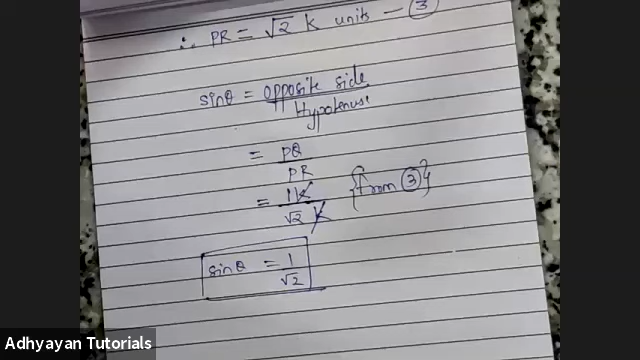 ∴ PR = √2 K units — ③
sinθ = opposite side / Hypotenuse
= PQ / PR
= 1K / √2 K {from ③}
sinθ = 1 / √2
Adhyayan Tutorials